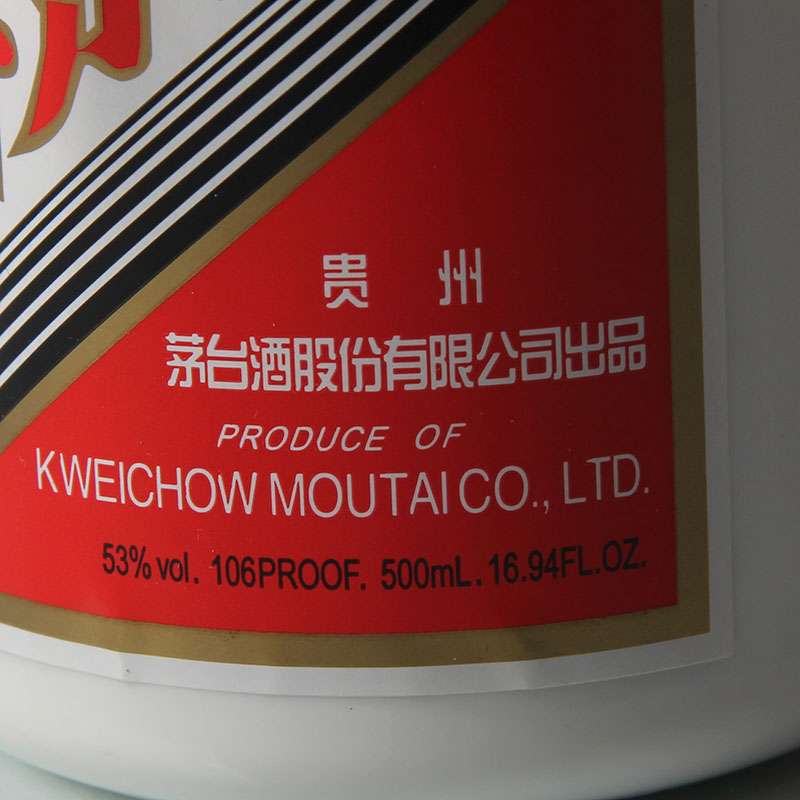 贵州
茅台酒股份有限公司出品
PRODUCE OF
KWEICHOW MOUTAI CO., LTD.
53% vol. 106PROOF. 500mL. 16.94FL.OZ.